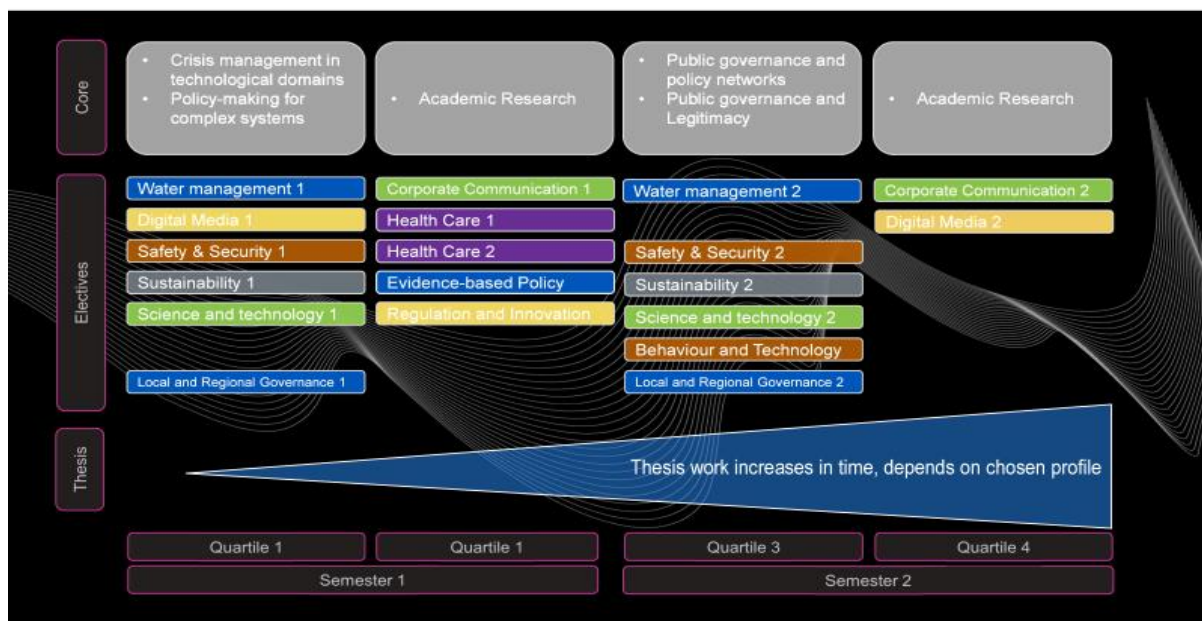 Core
• Crisis management in
technological domains
• Policy-making for
complex systems
• Academic Research
• Public governance and
policy networks
• Public governance and
Legitimacy
• Academic Research
Electives
Water management 1
Digital Media 1
Safety & Security 1
Sustainability 1
Science and technology 1
Local and Regional Governance 1
Corporate Communication 1
Health Care 1
Health Care 2
Evidence-based Policy
Regulation and Innovation
Water management 2
Safety & Security 2
Sustainability 2
Science and technology 2
Behaviour and Technology
Local and Regional Governance 2
Corporate Communication 2
Digital Media 2
Thesis
Thesis work increases in time, depends on chosen profile
Quartile 1
Quartile 1
Quartile 3
Quartile 4
Semester 1
Semester 2